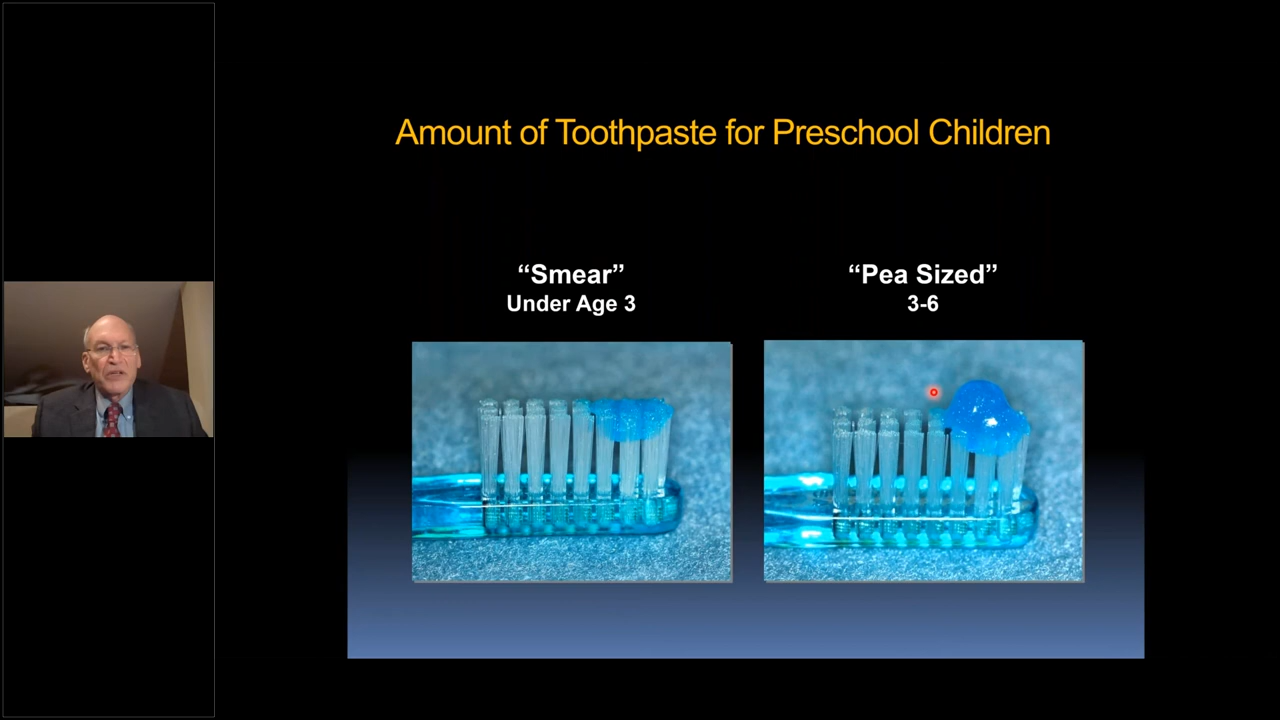 Amount of Toothpaste for Preschool Children
“Smear”
Under Age 3
“Pea Sized”
3-6